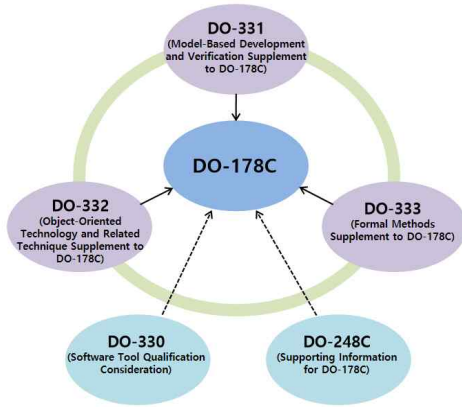 DO-331
(Model-Based Development
and Verification Supplement
to DO-178C)
DO-178C
DO-332
(Object-Oriented
Technology and Related
Technique Supplement to
DO-178C)
DO-333
(Formal Methods
Supplement to DO-178C)
DO-330
(Software Tool Qualification
Consideration)
DO-248C
(Supporting Information
for DO-178C)